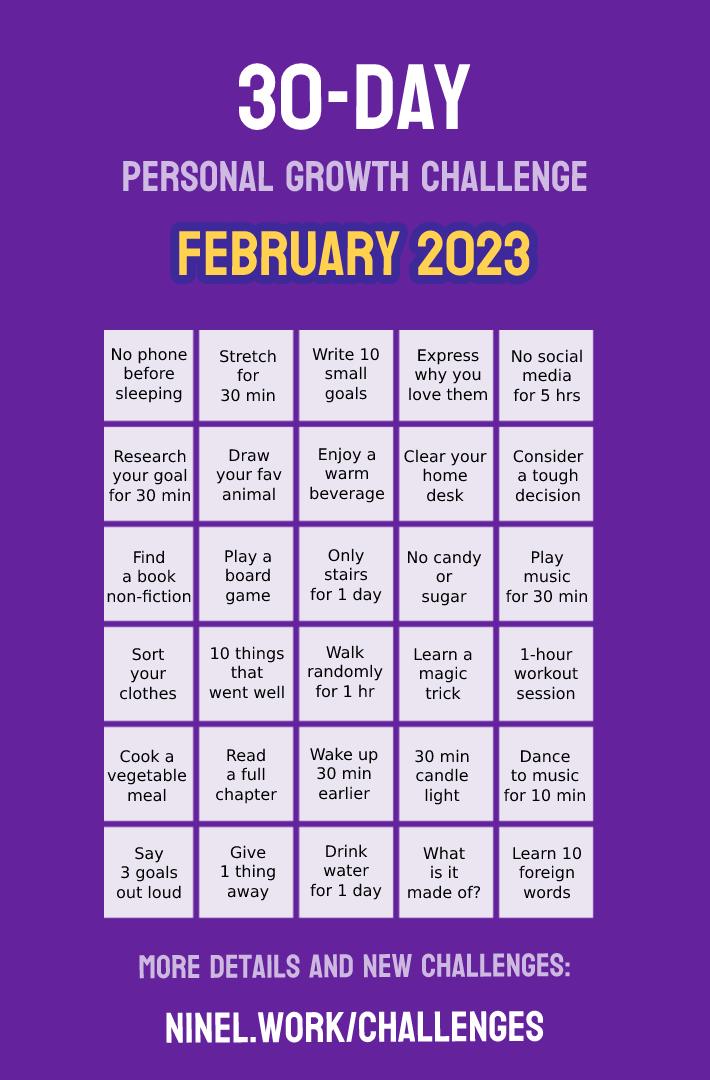 30-DAY
PERSONAL GROWTH CHALLENGE
FEBRUARY 2023
No phone
before
sleeping
Stretch
for
30 min
Write 10
small
goals
Express
why you
love them
No social
media
for 5 hrs
Research
your goal
for 30 min
Draw
your fav
animal
Enjoy a
warm
beverage
Clear your
home
desk
Consider
a tough
decision
Find
a book
non-fiction
Play a
board
game
Only
stairs
for 1 day
No candy
or
sugar
Play
music
for 30 min
Sort
your
clothes
10 things
that
went well
Walk
randomly
for 1 hr
Learn a
magic
trick
1-hour
workout
session
Cook a
vegetable
meal
Read
a full
chapter
Wake up
30 min
earlier
30 min
candle
light
Dance
to music
for 10 min
Say
3 goals
out loud
Give
1 thing
away
Drink
water
for 1 day
What
is it
made of?
Learn 10
foreign
words
MORE DETAILS AND NEW CHALLENGES:
NINEL.WORK/CHALLENGES